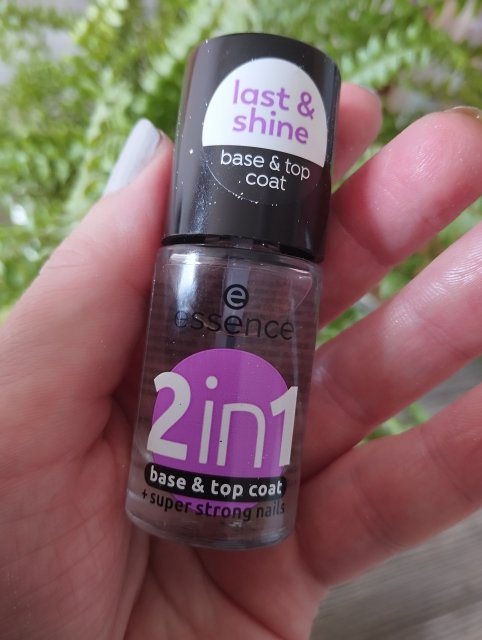 last &
shine
base & top
coat
e
essence
2in1
base & top coat
+ super strong nails